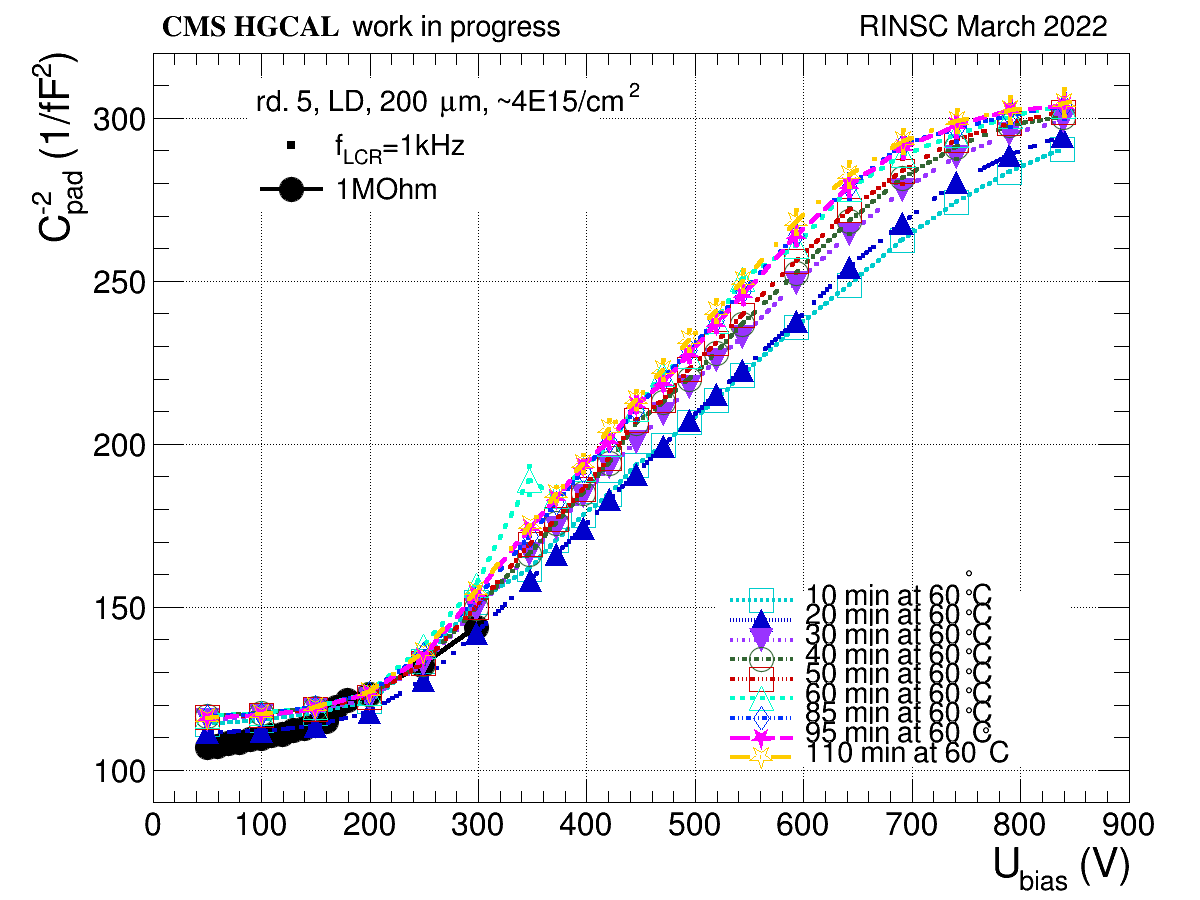 CMS HGCAL work in progress RINSC March 2022
rd. 5, LD, 200 μm, ~4E15/cm²
f_LCR=1kHz
1MOhm
C⁻²_pad (1/fF²)
300
250
200
150
100
10 min at 60°C
20 min at 60°C
30 min at 60°C
40 min at 60°C
50 min at 60°C
60 min at 60°C
85 min at 60°C
95 min at 60°C
110 min at 60°C
0 100 200 300 400 500 600 700 800 900
U_bias (V)